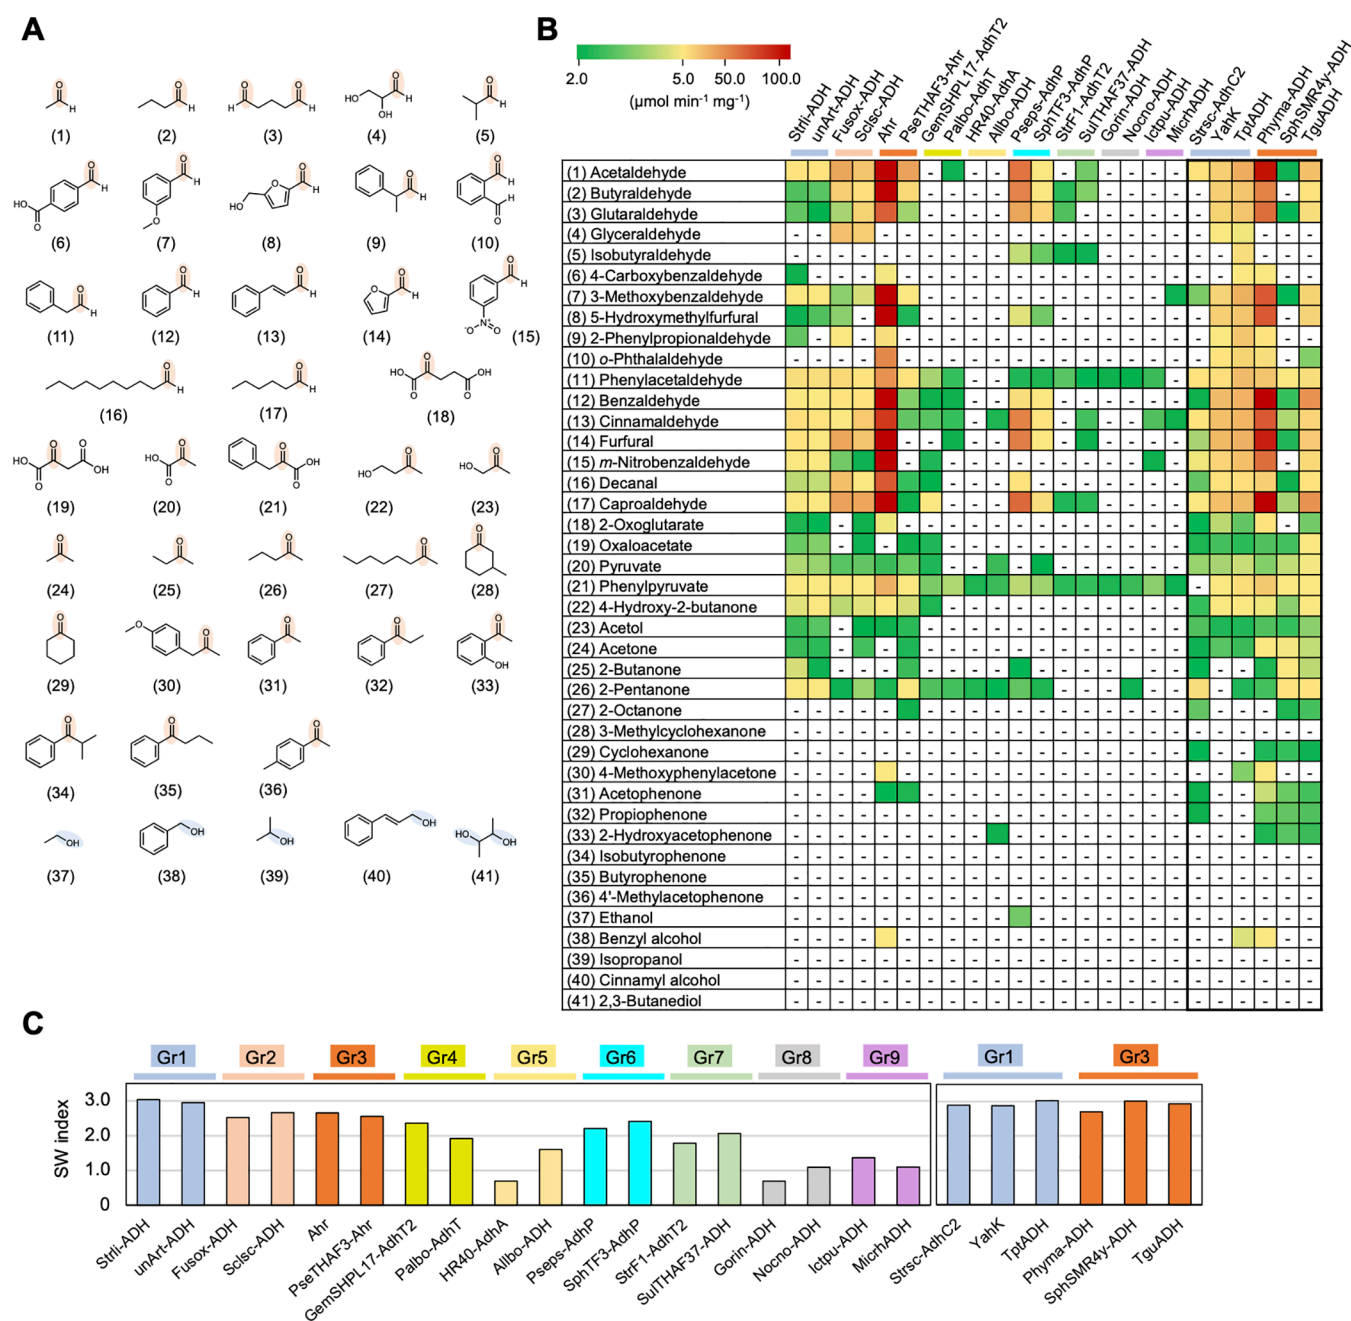 A
B
(1) (2) (3) (4) (5)
(6) (7) (8) (9) (10)
(11) (12) (13) (14) (15)
(16) (17) (18)
(19) (20) (21) (22) (23)
(24) (25) (26) (27) (28)
(29) (30) (31) (32) (33)
(34) (35) (36)
(37) (38) (39) (40) (41)
2.0 5.0 50.0 100.0
(μmol min⁻¹ mg⁻¹)
Strli-ADH
unArt-ADH
Fusox-ADH
Sclsc-ADH
Ahr
PseTHAF3-Ahr
GemSHPL17-AdhT2
Palbo-AdhT
HR40-AdhA
Allbo-ADH
Pseps-AdhP
SphTF3-AdhP
StrF1-AdhT2
SulTHAF37-ADH
Gorin-ADH
Nocno-ADH
Ictpu-ADH
MicrhADH
Strsc-AdhC2
YahK
TptADH
Phyma-ADH
SphSMR4y-ADH
TguADH
(1) Acetaldehyde
(2) Butyraldehyde
(3) Glutaraldehyde
(4) Glyceraldehyde
(5) Isobutyraldehyde
(6) 4-Carboxybenzaldehyde
(7) 3-Methoxybenzaldehyde
(8) 5-Hydroxymethylfurfural
(9) 2-Phenylpropionaldehyde
(10) o-Phthalaldehyde
(11) Phenylacetaldehyde
(12) Benzaldehyde
(13) Cinnamaldehyde
(14) Furfural
(15) m-Nitrobenzaldehyde
(16) Decanal
(17) Caproaldehyde
(18) 2-Oxoglutarate
(19) Oxaloacetate
(20) Pyruvate
(21) Phenylpyruvate
(22) 4-Hydroxy-2-butanone
(23) Acetol
(24) Acetone
(25) 2-Butanone
(26) 2-Pentanone
(27) 2-Octanone
(28) 3-Methylcyclohexanone
(29) Cyclohexanone
(30) 4-Methoxyphenylacetone
(31) Acetophenone
(32) Propiophenone
(33) 2-Hydroxyacetophenone
(34) Isobutyrophenone
(35) Butyrophenone
(36) 4'-Methylacetophenone
(37) Ethanol
(38) Benzyl alcohol
(39) Isopropanol
(40) Cinnamyl alcohol
(41) 2,3-Butanediol
C
Gr1 Gr2 Gr3 Gr4 Gr5 Gr6 Gr7 Gr8 Gr9 Gr1 Gr3
SW index
3.0
2.0
1.0
0
Strli-ADH
unArt-ADH
Fusox-ADH
Sclsc-ADH
Ahr
PseTHAF3-Ahr
GemSHPL17-AdhT2
Palbo-AdhT
HR40-AdhA
Allbo-ADH
Pseps-AdhP
SphTF3-AdhP
StrF1-AdhT2
SulTHAF37-ADH
Gorin-ADH
Nocno-ADH
Ictpu-ADH
MicrhADH
Strsc-AdhC2
YahK
TptADH
Phyma-ADH
SphSMR4y-ADH
TguADH